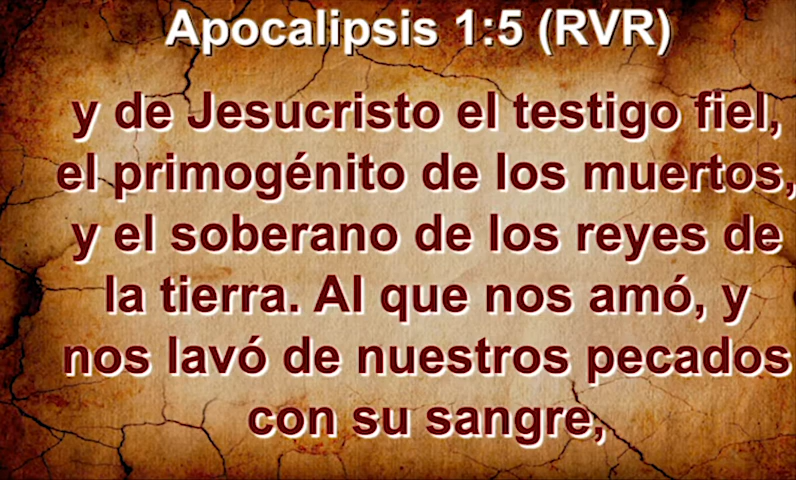 Apocalipsis 1:5 (RVR)
y de Jesucristo el testigo fiel,
el primogénito de los muertos,
y el soberano de los reyes de
la tierra. Al que nos amó, y
nos lavó de nuestros pecados
con su sangre,